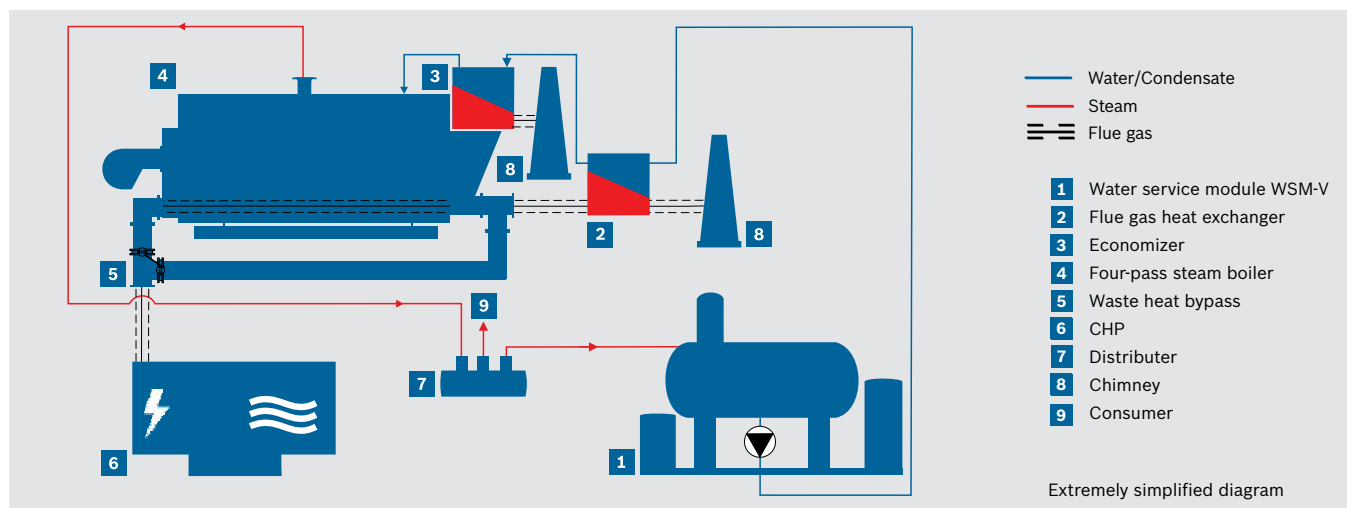 4
3
8
2
8
5
9
7
6
1
Water/Condensate
Steam
Flue gas
1 Water service module WSM-V
2 Flue gas heat exchanger
3 Economizer
4 Four-pass steam boiler
5 Waste heat bypass
6 CHP
7 Distributer
8 Chimney
9 Consumer
Extremely simplified diagram